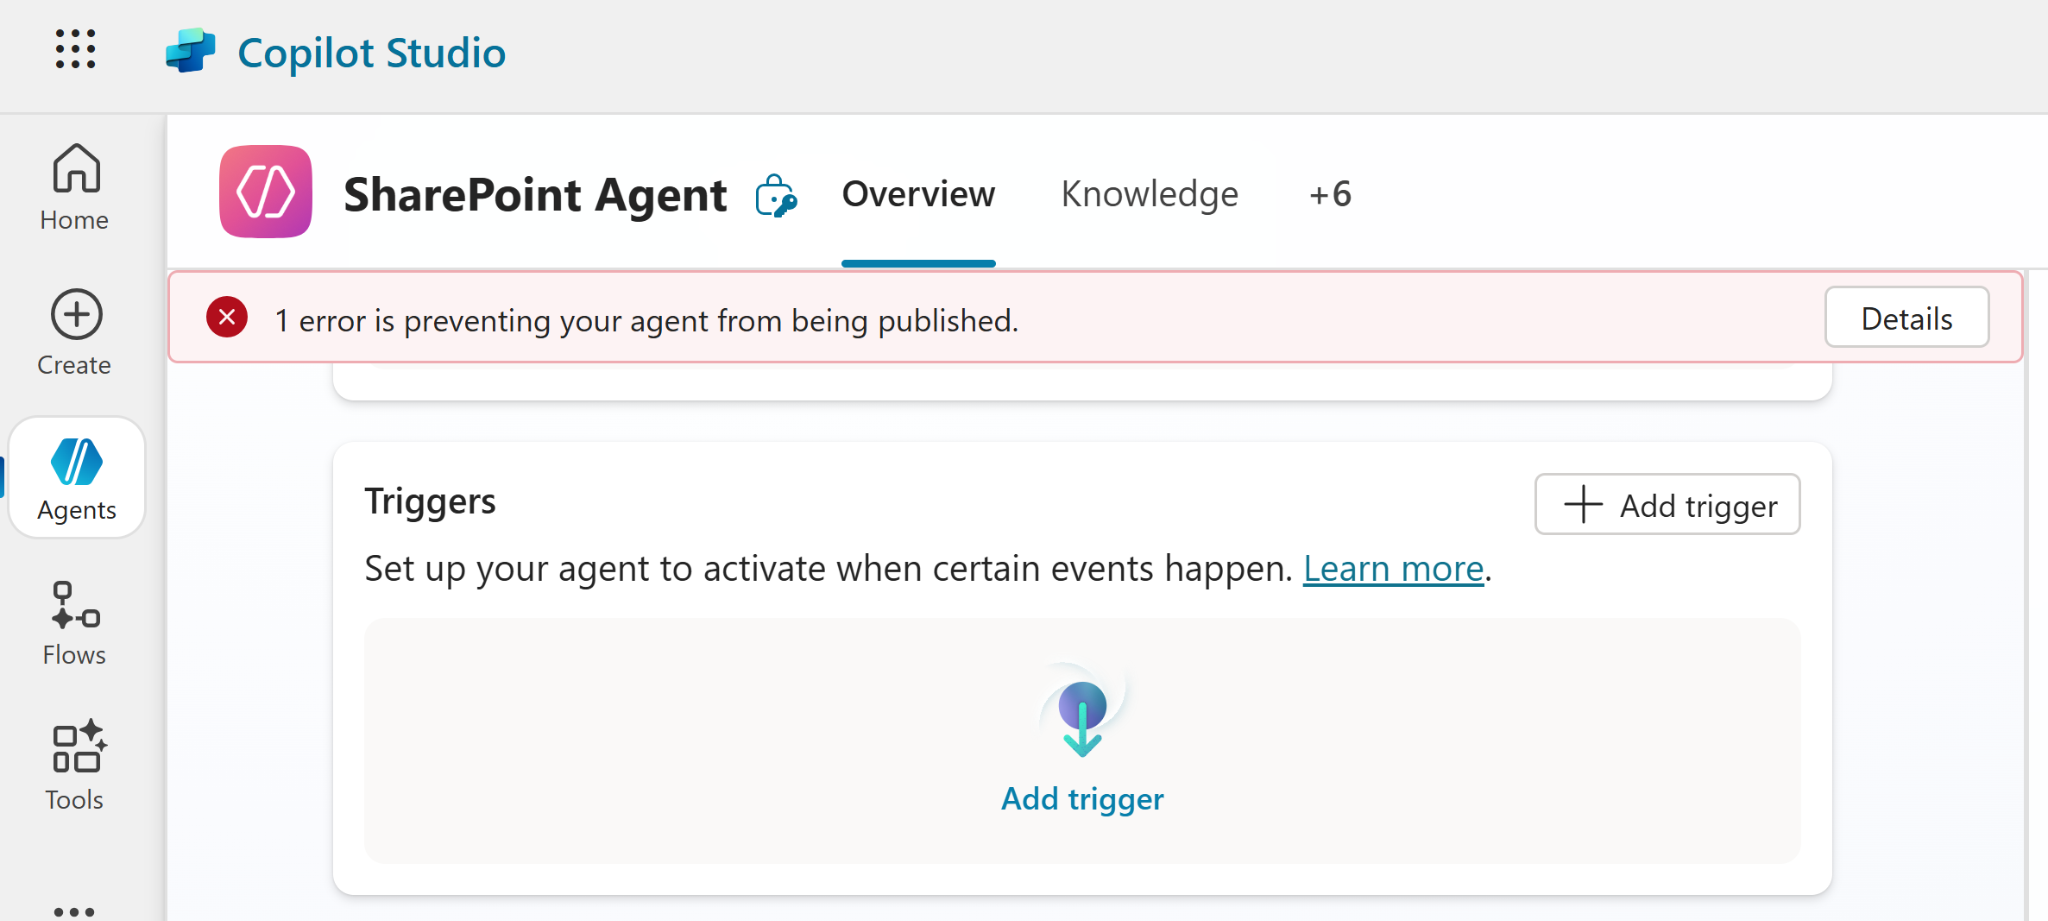 Copilot Studio
Home
Create
Agents
Flows
Tools
SharePoint Agent
Overview
Knowledge
+6
1 error is preventing your agent from being published.
Details
Triggers
Add trigger
Set up your agent to activate when certain events happen. Learn more.
Add trigger